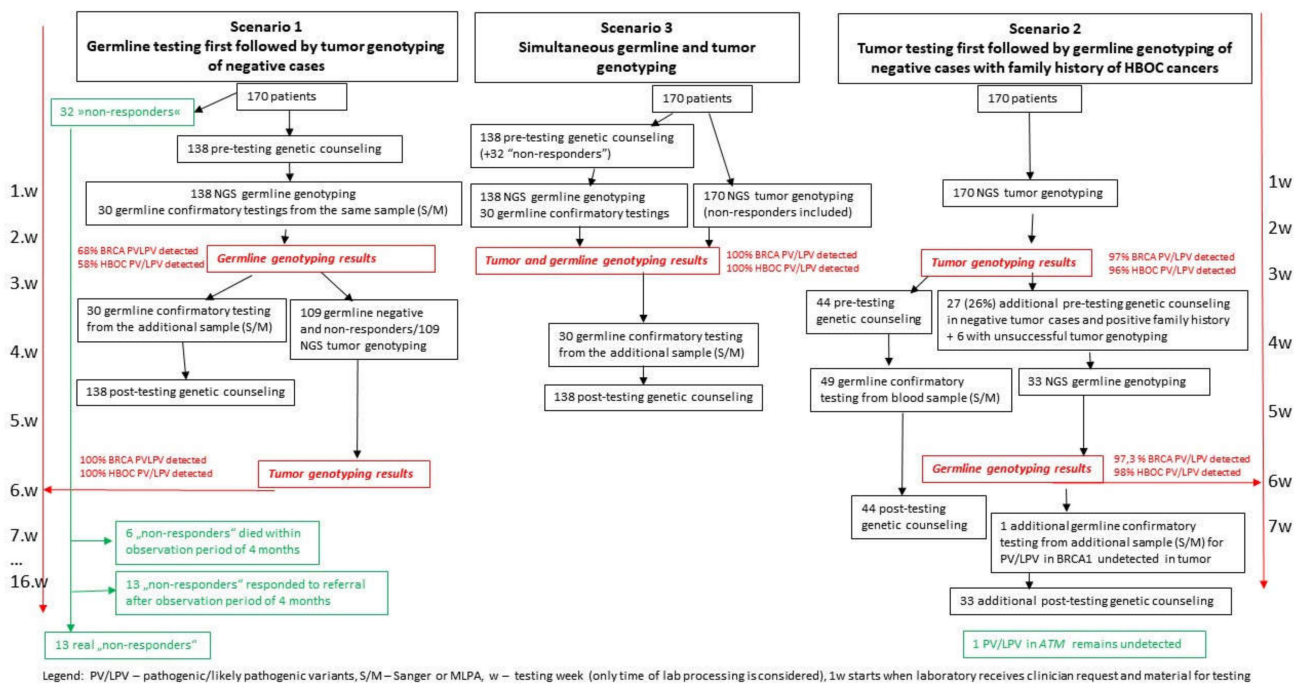 Scenario 1
Germline testing first followed by tumor genotyping
of negative cases
170 patients
32 »non-responders«
138 pre-testing genetic counseling
138 NGS germline genotyping
30 germline confirmatory testings from the same sample (S/M)
68% BRCA PVLPV detected
58% HBOC PV/LPV detected
Germline genotyping results
30 germline confirmatory testing
from the additional sample (S/M)
109 germline negative
and non-responders/109
NGS tumor genotyping
138 post-testing genetic counseling
100% BRCA PVLPV detected
100% HBOC PV/LPV detected
Tumor genotyping results
6 „non-responders" died within
observation period of 4 months
13 „non-responders" responded to referral
after observation period of 4 months
13 real „non-responders"
1.w
2.w
3.w
4.w
5.w
6.w
7.w
...
16.w
Scenario 3
Simultaneous germline and tumor
genotyping
170 patients
138 pre-testing genetic counseling
(+32 "non-responders")
138 NGS germline genotyping
30 germline confirmatory testings
170 NGS tumor genotyping
(non-responders included)
Tumor and germline genotyping results
100% BRCA PV/LPV detected
100% HBOC PV/LPV detected
30 germline confirmatory testing
from the additional sample (S/M)
138 post-testing genetic counseling
Scenario 2
Tumor testing first followed by germline genotyping of
negative cases with family history of HBOC cancers
170 patients
170 NGS tumor genotyping
Tumor genotyping results
97% BRCA PV/LPV detected
96% HBOC PV/LPV detected
44 pre-testing
genetic counseling
27 (26%) additional pre-testing genetic counseling
in negative tumor cases and positive family history
+ 6 with unsuccessful tumor genotyping
49 germline confirmatory
testing from blood sample (S/M)
33 NGS germline genotyping
Germline genotyping results
97,3 % BRCA PV/LPV detected
98% HBOC PV/LPV detected
44 post-testing
genetic counseling
1 additional germline confirmatory
testing from additional sample (S/M) for
PV/LPV in BRCA1 undetected in tumor
33 additional post-testing genetic counseling
1 PV/LPV in ATM remains undetected
1w
2w
3w
4w
5w
6w
7w
Legend: PV/LPV – pathogenic/likely pathogenic variants, S/M – Sanger or MLPA, w – testing week (only time of lab processing is considered), 1w starts when laboratory receives clinician request and material for testing